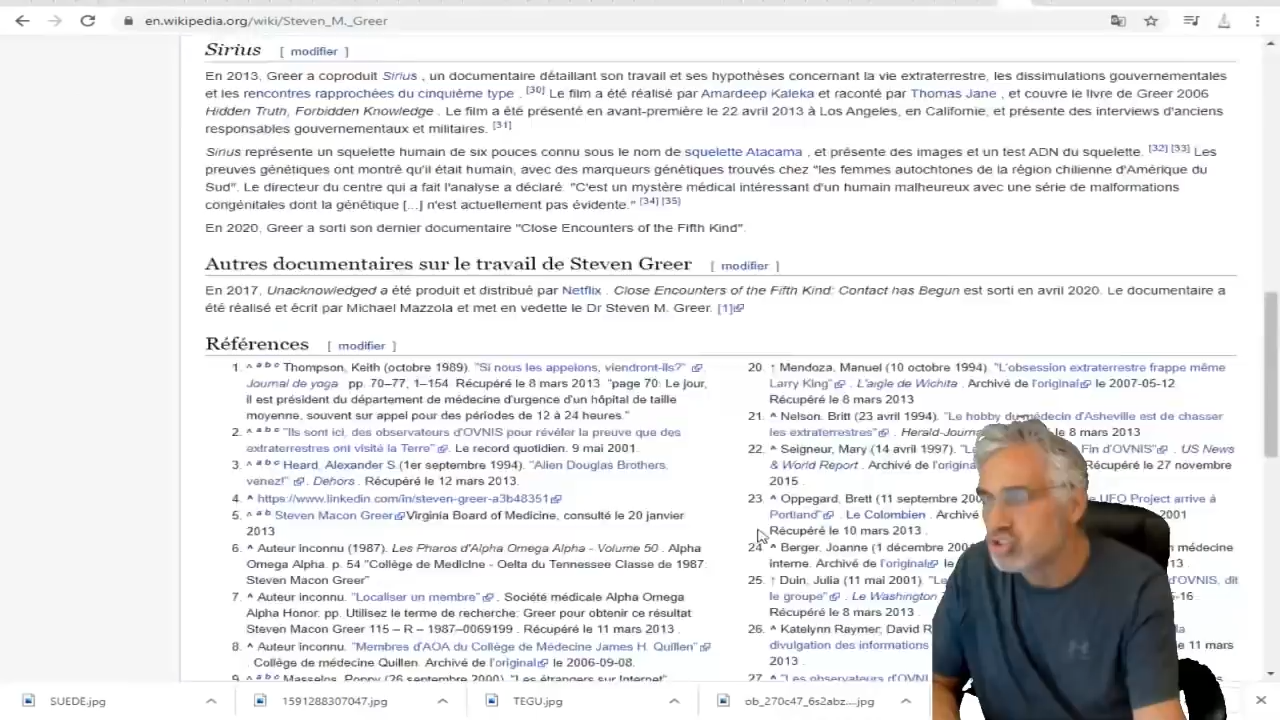 en.wikipedia.org/wiki/Steven_M._Greer
Sirius [ modifier ]
En 2013, Greer a coproduit Sirius , un documentaire détaillant son travail et ses hypothèses concernant la vie extraterrestre, les dissimulations gouvernementales
et les rencontres rapprochées du cinquième type . [30] Le film a été réalisé par Amardeep Kaleka et raconté par Thomas Jane , et couvre le livre de Greer 2006
Hidden Truth, Forbidden Knowledge . Le film a été présenté en avant-première le 22 avril 2013 à Los Angeles, en Californie, et présente des interviews d'anciens
responsables gouvernementaux et militaires. [31]
Sirius représente un squelette humain de six pouces connu sous le nom de squelette Atacama , et présente des images et un test ADN du squelette. [32] [33] Les
preuves génétiques ont montré qu'il était humain, avec des marqueurs génétiques trouvés chez "les femmes autochtones de la région chilienne d'Amérique du
Sud". Le directeur du centre qui a fait l'analyse a déclaré. "C'est un mystère médical intéressant d'un humain malheureux avec une série de malformations
congénitales dont la génétique [...] n'est actuellement pas évidente." [34] [35]
En 2020, Greer a sorti son dernier documentaire "Close Encounters of the Fifth Kind".
Autres documentaires sur le travail de Steven Greer [ modifier ]
En 2017, Unacknowledged a été produit et distribué par Netflix . Close Encounters of the Fifth Kind: Contact has Begun est sorti en avril 2020. Le documentaire a
été réalisé et écrit par Michael Mazzola et met en vedette le Dr Steven M. Greer. [1]
Références [ modifier ]
1. ^ a b c Thompson, Keith (octobre 1989). "Si nous les appelons, viendront-ils?"
Journal de yoga pp. 70–77, 1–154 Récupéré le 8 mars 2013 "page 70: Le jour,
il est président du département de médecine d'urgence d'un hôpital de taille
moyenne, souvent sur appel pour des périodes de 12 à 24 heures."
2. ^ a b c "Ils sont ici, des observateurs d'OVNIS pour révéler la preuve que des
extraterrestres ont visité la Terre" . Le record quotidien. 9 mai 2001.
3. ^ a b c Heard, Alexander S (1er septembre 1994). "Alien Douglas Brothers,
venez!" . Dehors . Récupéré le 12 mars 2013.
4. ^ https://www.linkedin.com/in/steven-greer-a3b48351
5. ^ a b Steven Macon Greer Virginia Board of Medicine, consulté le 20 janvier
2013
6. ^ Auteur inconnu (1987). Les Pharos d'Alpha Omega Alpha - Volume 50 . Alpha
Omega Alpha. p. 54 "Collège de Medicine - Oelta du Tennessee Classe de 1987:
Steven Macon Greer"
7. ^ Auteur inconnu. "Localiser un membre" . Société médicale Alpha Omega
Alpha Honor. pp. Utilisez le terme de recherche: Greer pour obtenir ce résultat
Steven Macon Greer 115 – R – 1987–0069199 . Récupéré le 11 mars 2013 .
8. ^ Auteur inconnu. "Membres d'AOA du Collège de Médecine James H. Quillen"
. Collège de médecine Quillen. Archivé de l'original le 2006-09-08.
9. ^ Masselos, Poppy (26 septembre 2000). "Les étrangers sur Internet"
20. ↑ Mendoza, Manuel (10 octobre 1994). "L'obsession extraterrestre frappe même
Larry King" . L'aigle de Wichita . Archivé de l'original le 2007-05-12.
Récupéré le 8 mars 2013
21. ^ Nelson. Britt (23 avril 1994). "Le hobby du médecin d'Asheville est de chasser
les extraterrestres" . Herald-Journa le 8 mars 2013
22. ^ Seigneur, Mary (14 avril 1997). Fin d'OVNIS" . US News
& World Report . Archivé de l'origina Récupéré le 27 novembre
2015 .
23. ^ Oppegard, Brett (11 septembre 200 UFO Project arrive à
Portland" . Le Colombien . Archivé 2001
Récupéré le 10 mars 2013 .
24. ^ Berger, Joanne (1 décembre 200 n médecin
interne. Archivé de l'original le 13.
25. ↑ Duin, Julia (11 mai 2001). "Le d'OVNIS, dit
le groupe" . Le Washington -16 .
Récupéré le 8 mars 2013.
26. ^ Katelynn Raymer, David R la
divulgation des informations le 11 mars
2013 .
27. ^ "Les observateurs d'OVNIS
SUEDE.jpg
1591288307047.jpg
TEGU.jpg
ob_270c47_6s2abz....jpg